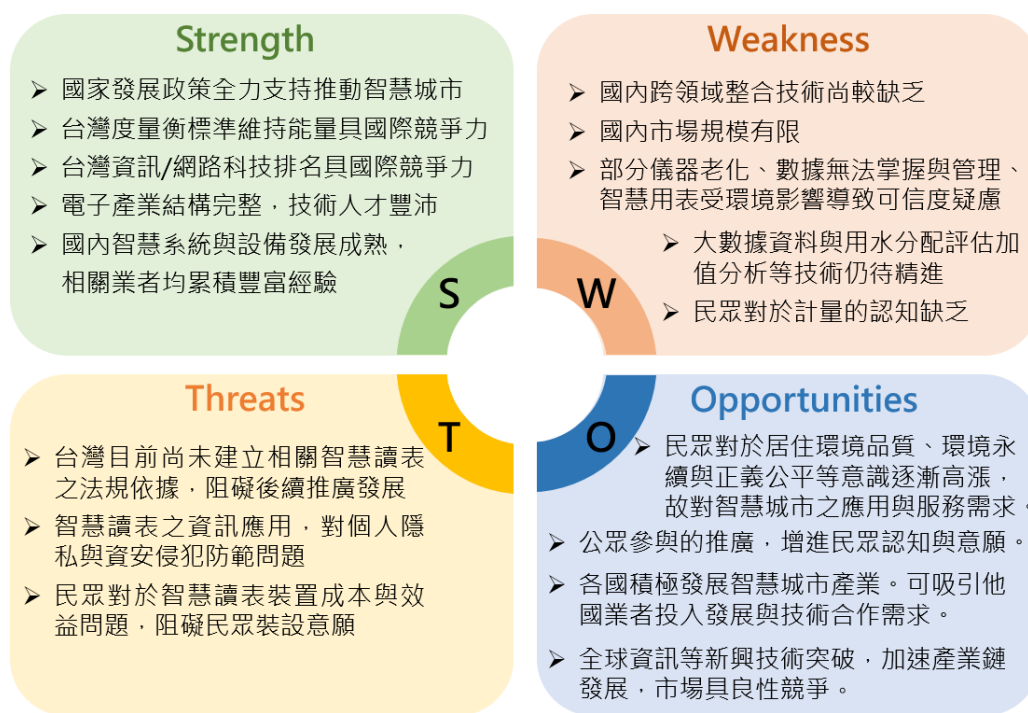 Strength
➢ 國家發展政策全力支持推動智慧城市
➢ 台灣度量衡標準維持能量具國際競爭力
➢ 台灣資訊/網路科技排名具國際競爭力
➢ 電子產業結構完整，技術人才豐沛
➢ 國內智慧系統與設備發展成熟，
相關業者均累積豐富經驗
S
Weakness
➢ 國內跨領域整合技術尚較缺乏
➢ 國內市場規模有限
➢ 部分儀器老化、數據無法掌握與管理、
智慧用表受環境影響導致可信度疑慮
➢ 大數據資料與用水分配評估加
值分析等技術仍待精進
➢ 民眾對於計量的認知缺乏
W
Threats
➢ 台灣目前尚未建立相關智慧讀表
之法規依據，阻礙後續推廣發展
➢ 智慧讀表之資訊應用，對個人隱
私與資安侵犯防範問題
➢ 民眾對於智慧讀表裝置成本與效
益問題，阻礙民眾裝設意願
T
Opportunities
➢ 民眾對於居住環境品質、環境永
續與正義公平等意識逐漸高漲，
故對智慧城市之應用與服務需求。
➢ 公眾參與的推廣，增進民眾認知與意願。
➢ 各國積極發展智慧城市產業。可吸引他
國業者投入發展與技術合作需求。
➢ 全球資訊等新興技術突破，加速產業鏈
發展，市場具良性競爭。
O